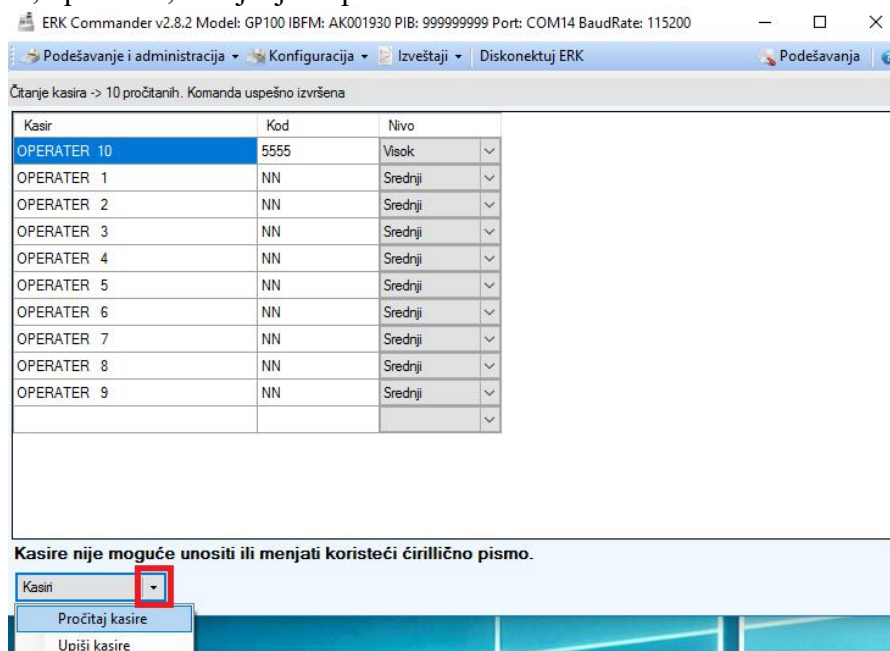 ERK Commander v2.8.2 Model: GP100 IBFM: AK001930 PIB: 999999999 Port: COM14 BaudRate: 115200
Podešavanje i administracija Konfiguracija Izveštaji Diskonektuj ERK Podešavanja
Čitanje kasira -> 10 pročitanih. Komanda uspešno izvršena
Kasir Kod Nivo
OPERATER 10 5555 Visok
OPERATER 1 NN Srednji
OPERATER 2 NN Srednji
OPERATER 3 NN Srednji
OPERATER 4 NN Srednji
OPERATER 5 NN Srednji
OPERATER 6 NN Srednji
OPERATER 7 NN Srednji
OPERATER 8 NN Srednji
OPERATER 9 NN Srednji
Kasire nije moguće unositi ili menjati koristeći ćirillično pismo.
Kasiri
Pročitaj kasire
Upiši kasire